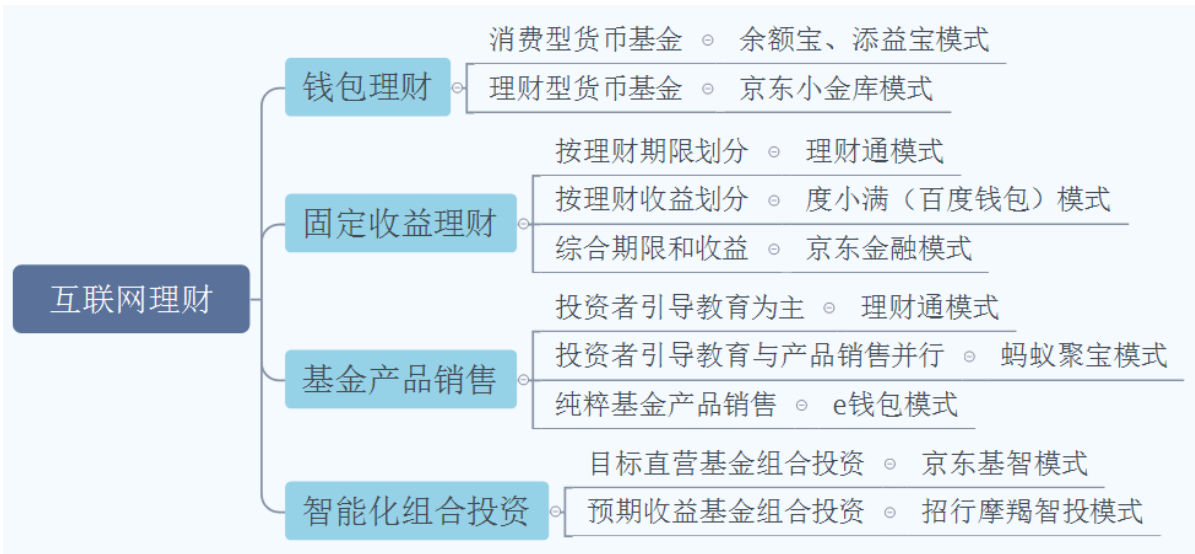 互联网理财
钱包理财
消费型货币基金 余额宝、添益宝模式
理财型货币基金 京东小金库模式
固定收益理财
按理财期限划分 理财通模式
按理财收益划分 度小满（百度钱包）模式
综合期限和收益 京东金融模式
基金产品销售
投资者引导教育为主 理财通模式
投资者引导教育与产品销售并行 蚂蚁聚宝模式
纯粹基金产品销售 e钱包模式
智能化组合投资
目标直营基金组合投资 京东基智模式
预期收益基金组合投资 招行摩羯智投模式